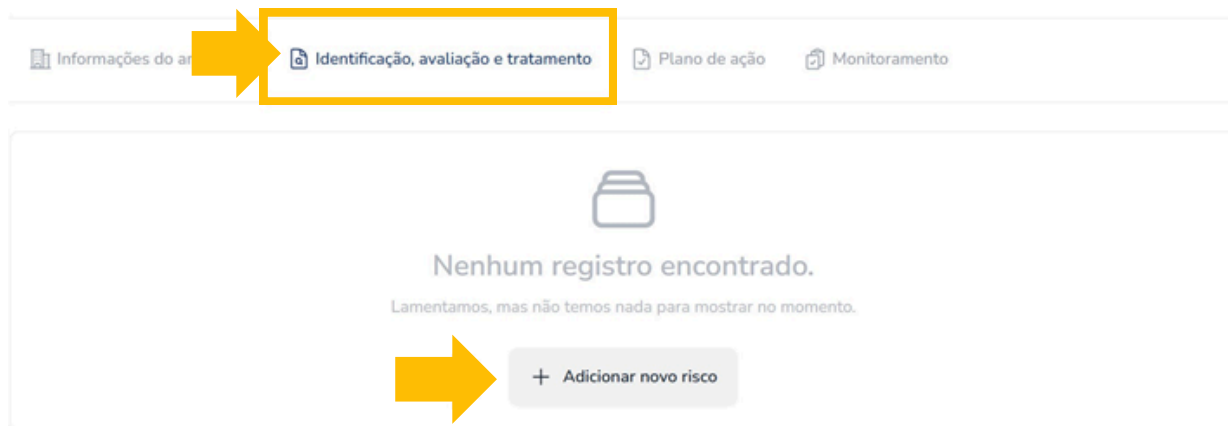 Informações do
Identificação, avaliação e tratamento
Plano de ação
Monitoramento
Nenhum registro encontrado.
Lamentamos, mas não temos nada para mostrar no momento.
+ Adicionar novo risco